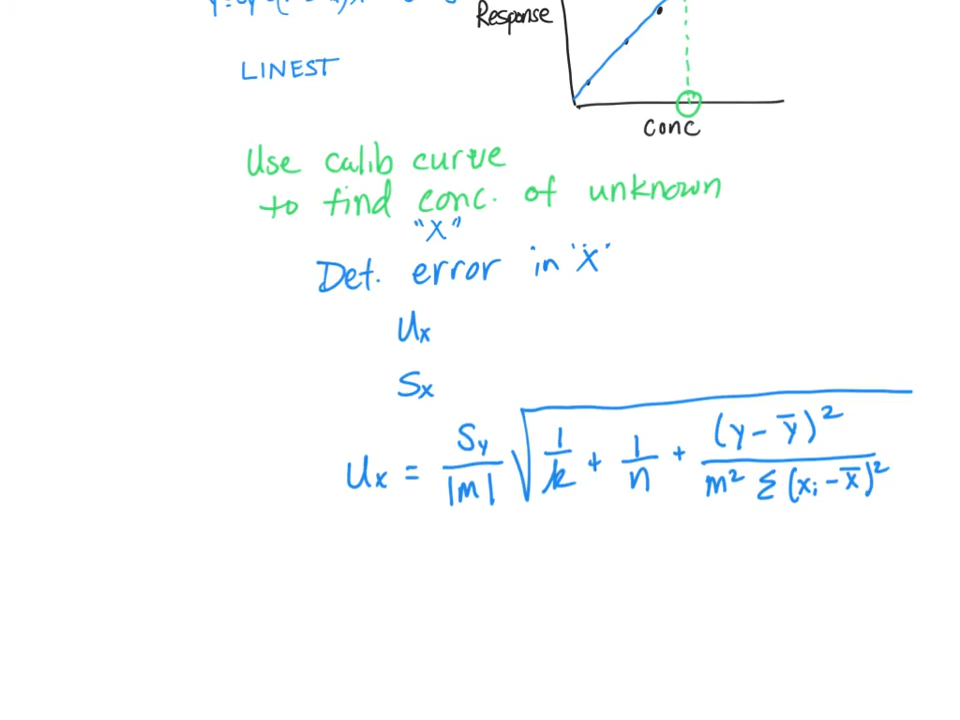 Response
LINEST
Conc
Use calib curve
to find conc. of unknown
"X"
Det. error in "X"
Ux
Sx
Ux = Sy/|m| √(1/k + 1/n + (y - ȳ)²/(m² Σ(xᵢ - x̄)²))